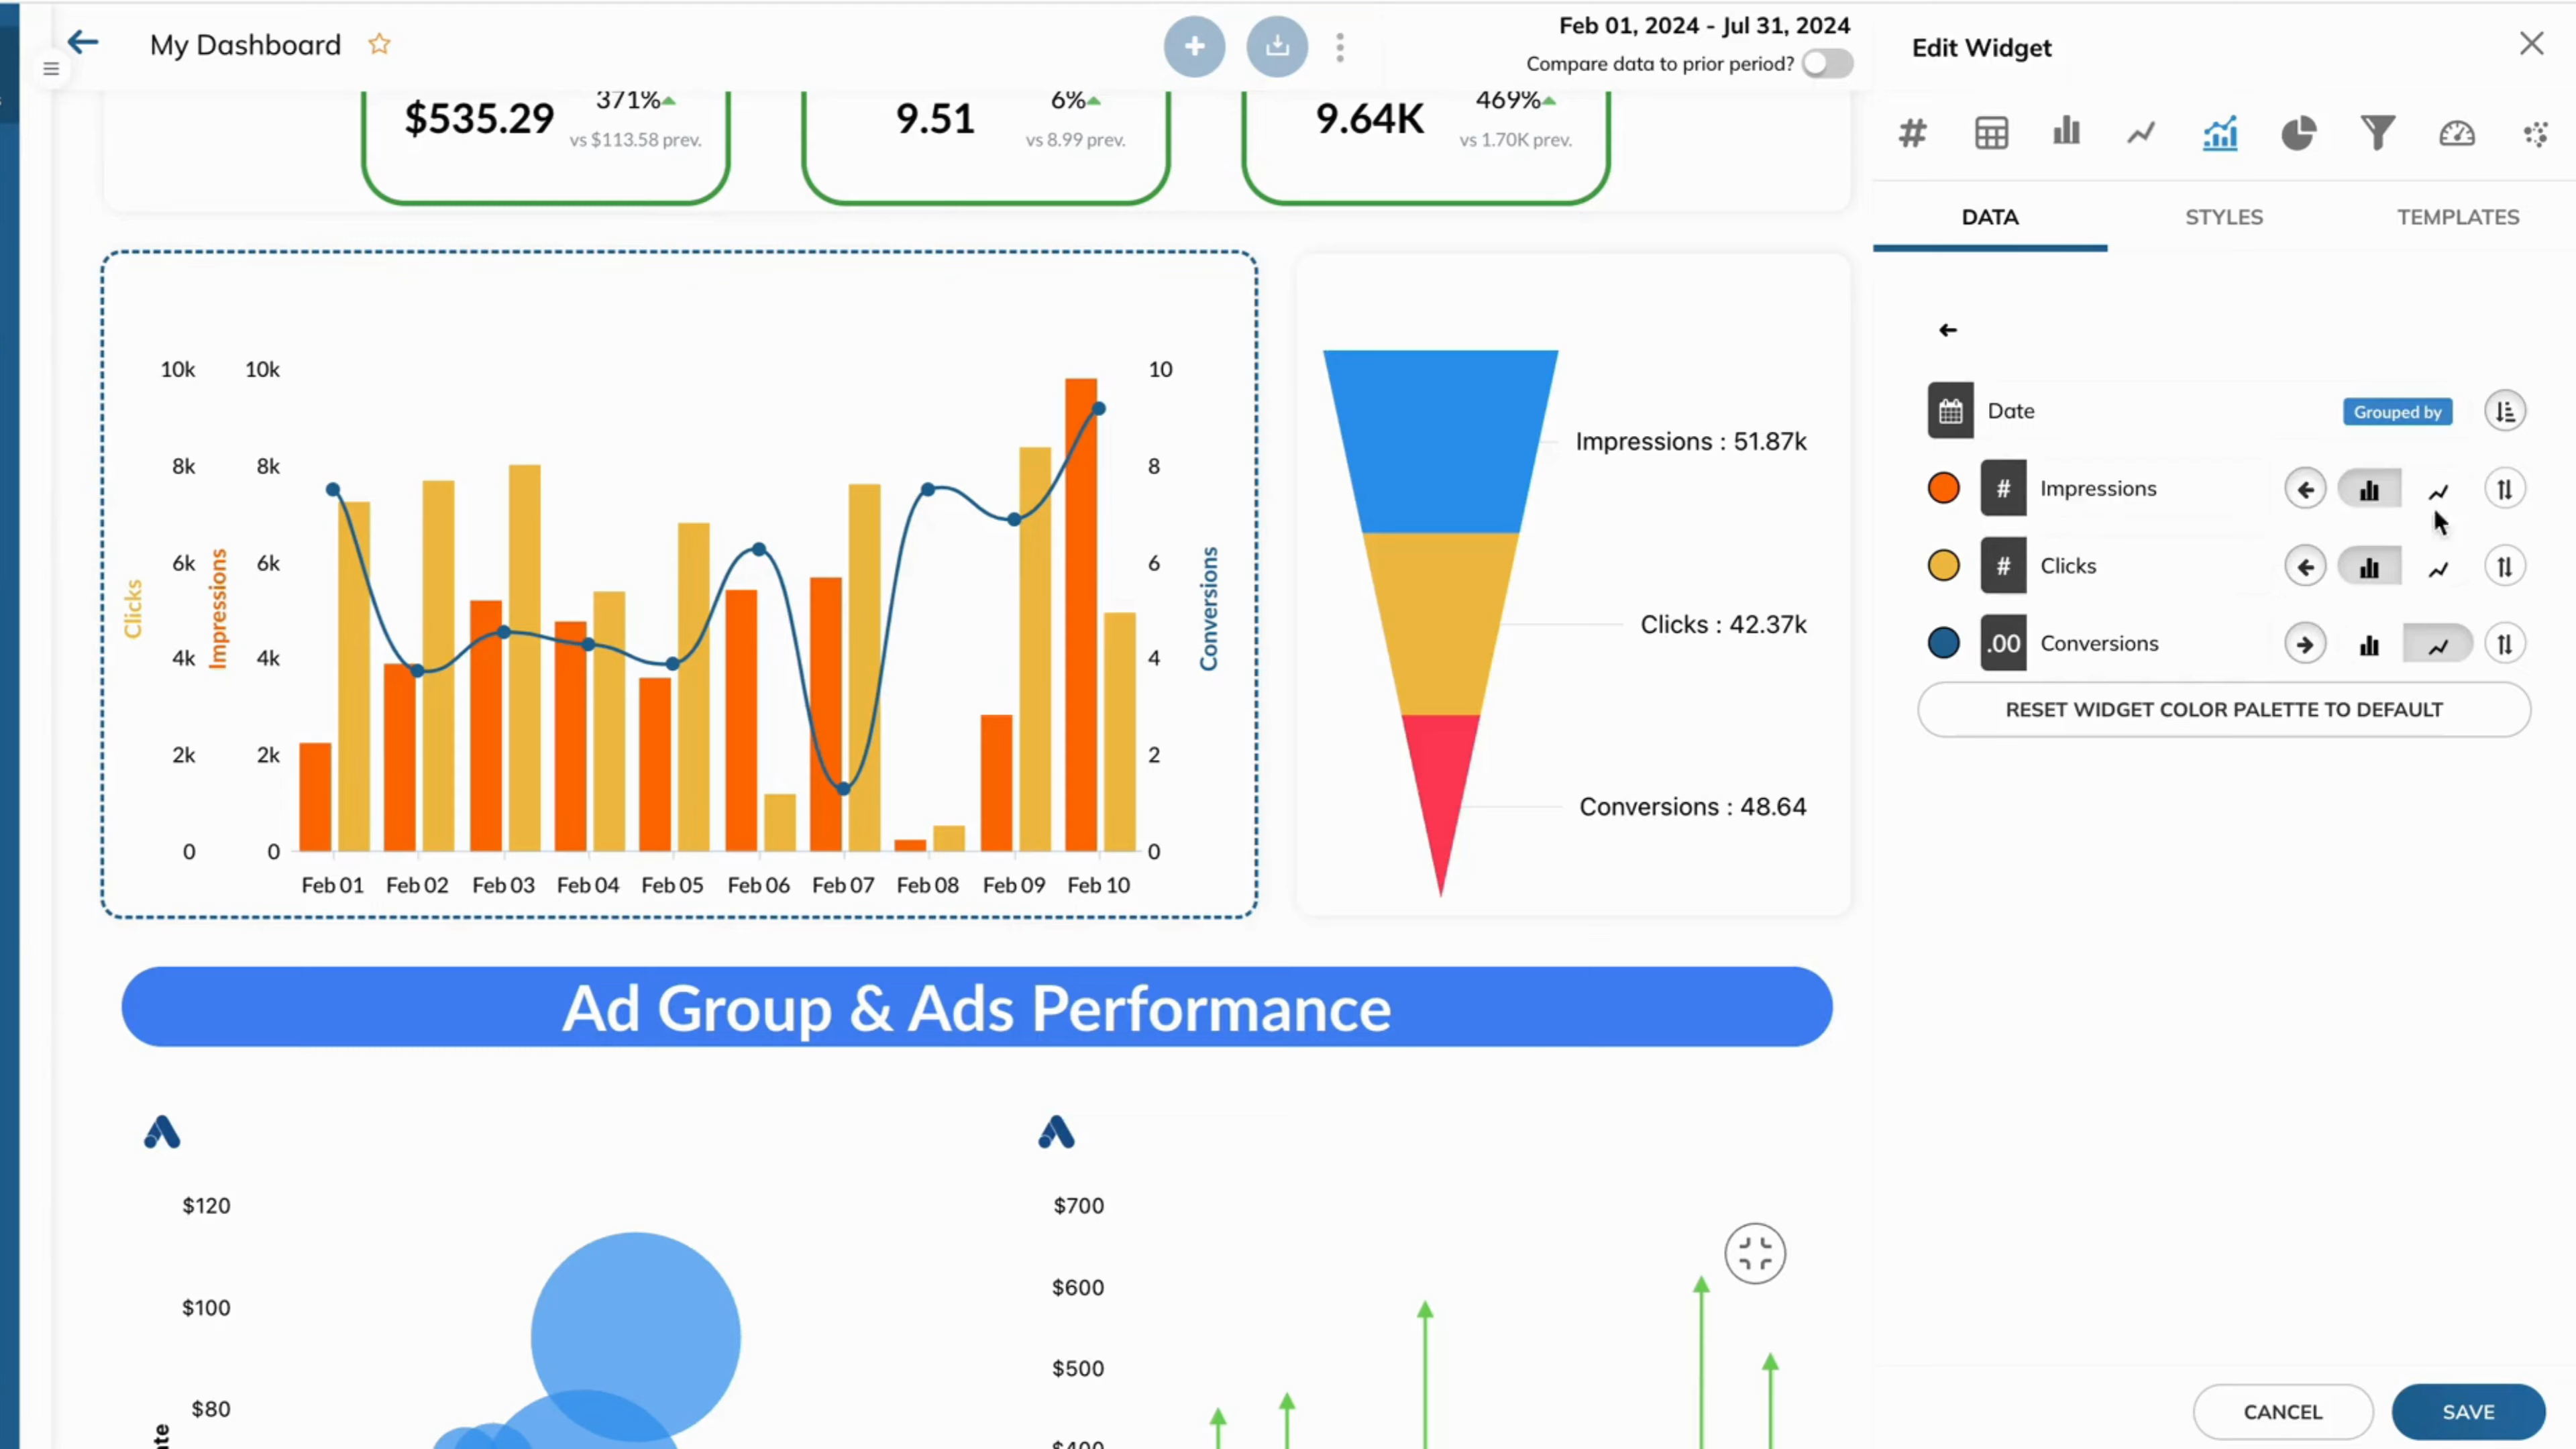 My Dashboard
Feb 01, 2024 - Jul 31, 2024
Compare data to prior period?
$535.29
371%
vs $113.58 prev.
9.51
6%
vs 8.99 prev.
9.64K
469%
vs 1.70K prev.
10k 10k 10
8k 8k 8
6k 6k 6
4k 4k 4
2k 2k 2
0 0 0
Clicks
Impressions
Conversions
Feb 01 Feb 02 Feb 03 Feb 04 Feb 05 Feb 06 Feb 07 Feb 08 Feb 09 Feb 10
Impressions : 51.87k
Clicks : 42.37k
Conversions : 48.64
Ad Group & Ads Performance
$120
$100
$80
$700
$600
$500
Edit Widget
#
DATA STYLES TEMPLATES
Date Grouped by
# Impressions
# Clicks
.00 Conversions
RESET WIDGET COLOR PALETTE TO DEFAULT
CANCEL SAVE